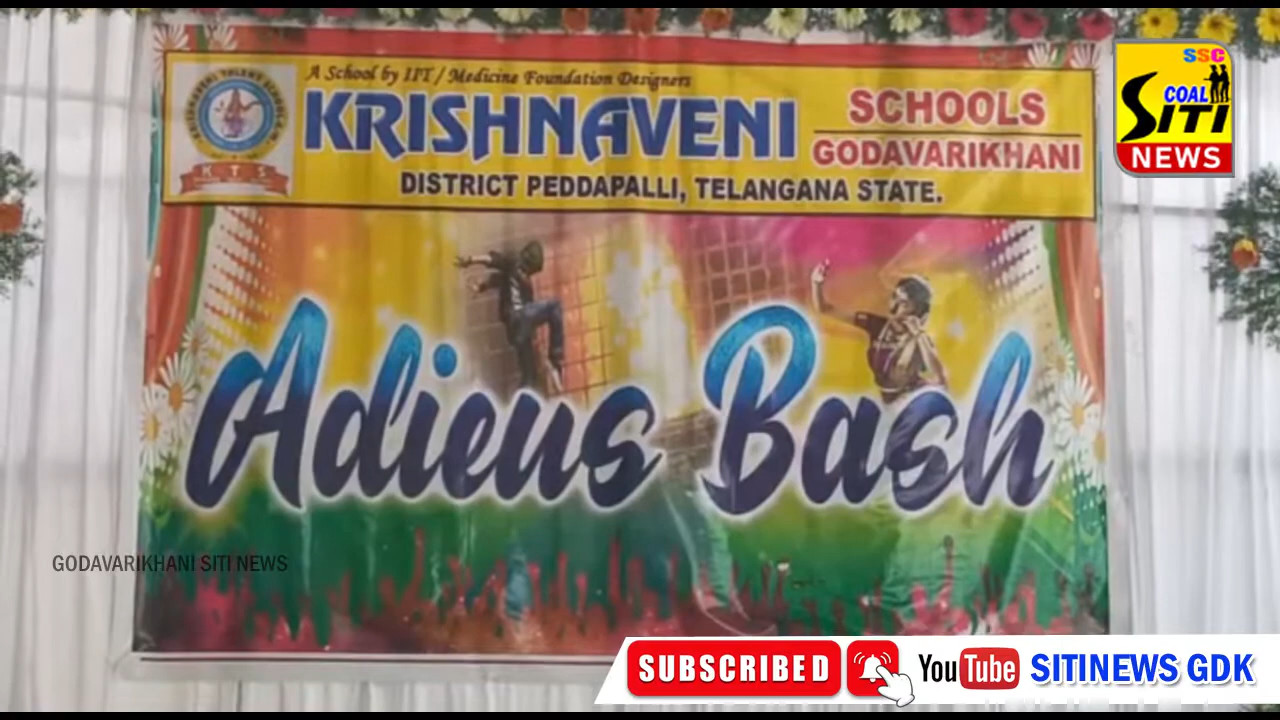 A School by IIT / Medicine Foundation Designers
KRISHNAVENI
SCHOOLS
GODAVARIKHANI
DISTRICT PEDDAPALLI, TELANGANA STATE.
KTS
Adieus Bash
SSC
COAL
SITI
NEWS
GODAVARIKHANI SITI NEWS
SUBSCRIBED
YouTube SITINEWS GDK